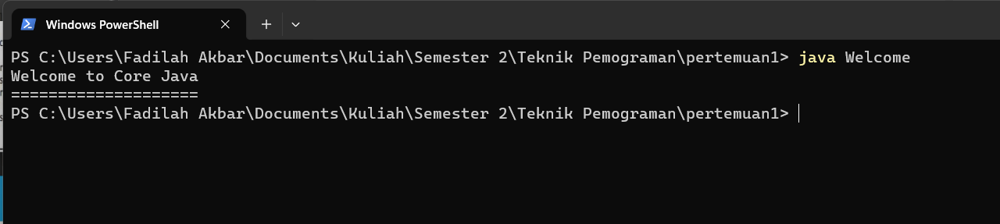 Windows PowerShell
PS C:\Users\Fadilah Akbar\Documents\Kuliah\Semester 2\Teknik Pemograman\pertemuan1> java Welcome
Welcome to Core Java
====================
PS C:\Users\Fadilah Akbar\Documents\Kuliah\Semester 2\Teknik Pemograman\pertemuan1>